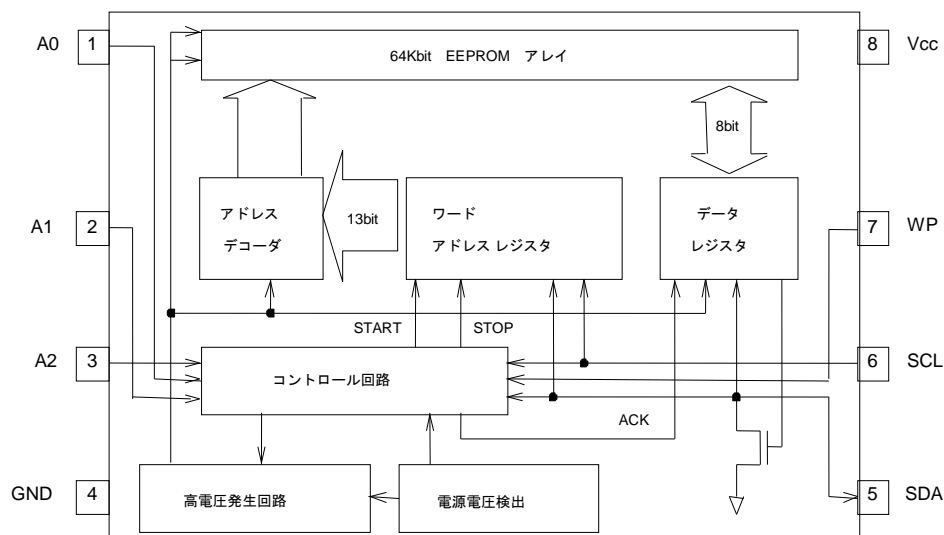 A0 1
64Kbit EEPROM アレイ
8 Vcc
8bit
アドレス
デコーダ
13bit
ワード
アドレス レジスタ
データ
レジスタ
A1 2
7 WP
START
STOP
A2 3
コントロール回路
6 SCL
ACK
GND 4
高電圧発生回路
電源電圧検出
5 SDA